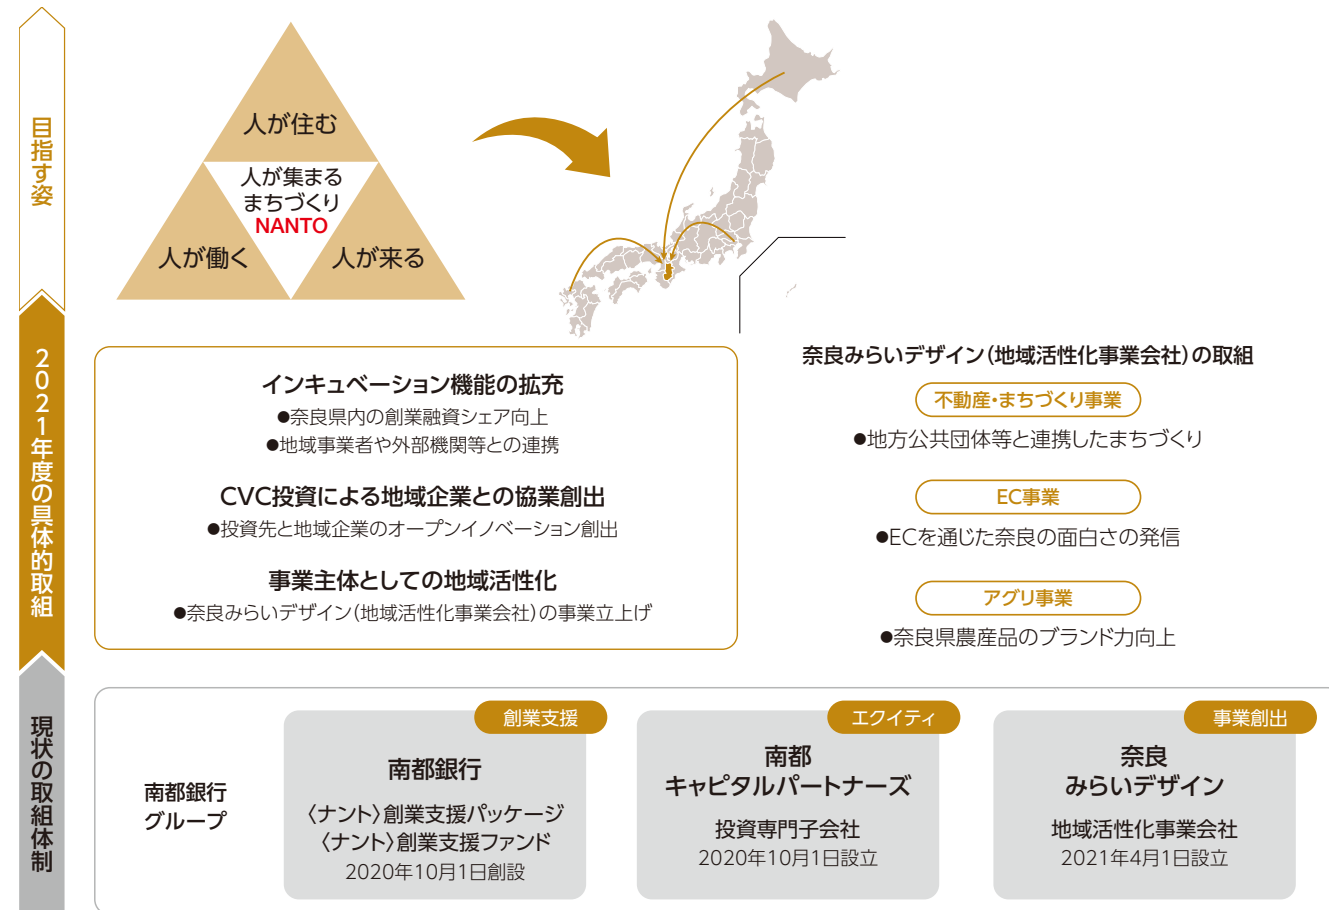 目指す姿
人が住む
人が集まる
まちづくり
NANTO
人が働く
人が来る
2021年度の具体的取組
インキュベーション機能の拡充
●奈良県内の創業融資シェア向上
●地域事業者や外部機関等との連携
CVC投資による地域企業との協業創出
●投資先と地域企業のオープンイノベーション創出
事業主体としての地域活性化
●奈良みらいデザイン(地域活性化事業会社)の事業立上げ
奈良みらいデザイン(地域活性化事業会社)の取組
不動産・まちづくり事業
●地方公共団体等と連携したまちづくり
EC事業
●ECを通じた奈良の面白さの発信
アグリ事業
●奈良県農産品のブランド力向上
現状の取組体制
南都銀行
グループ
創業支援
南都銀行
〈ナント〉創業支援パッケージ
〈ナント〉創業支援ファンド
2020年10月1日創設
エクイティ
南都
キャピタルパートナーズ
投資専門子会社
2020年10月1日設立
事業創出
奈良
みらいデザイン
地域活性化事業会社
2021年4月1日設立